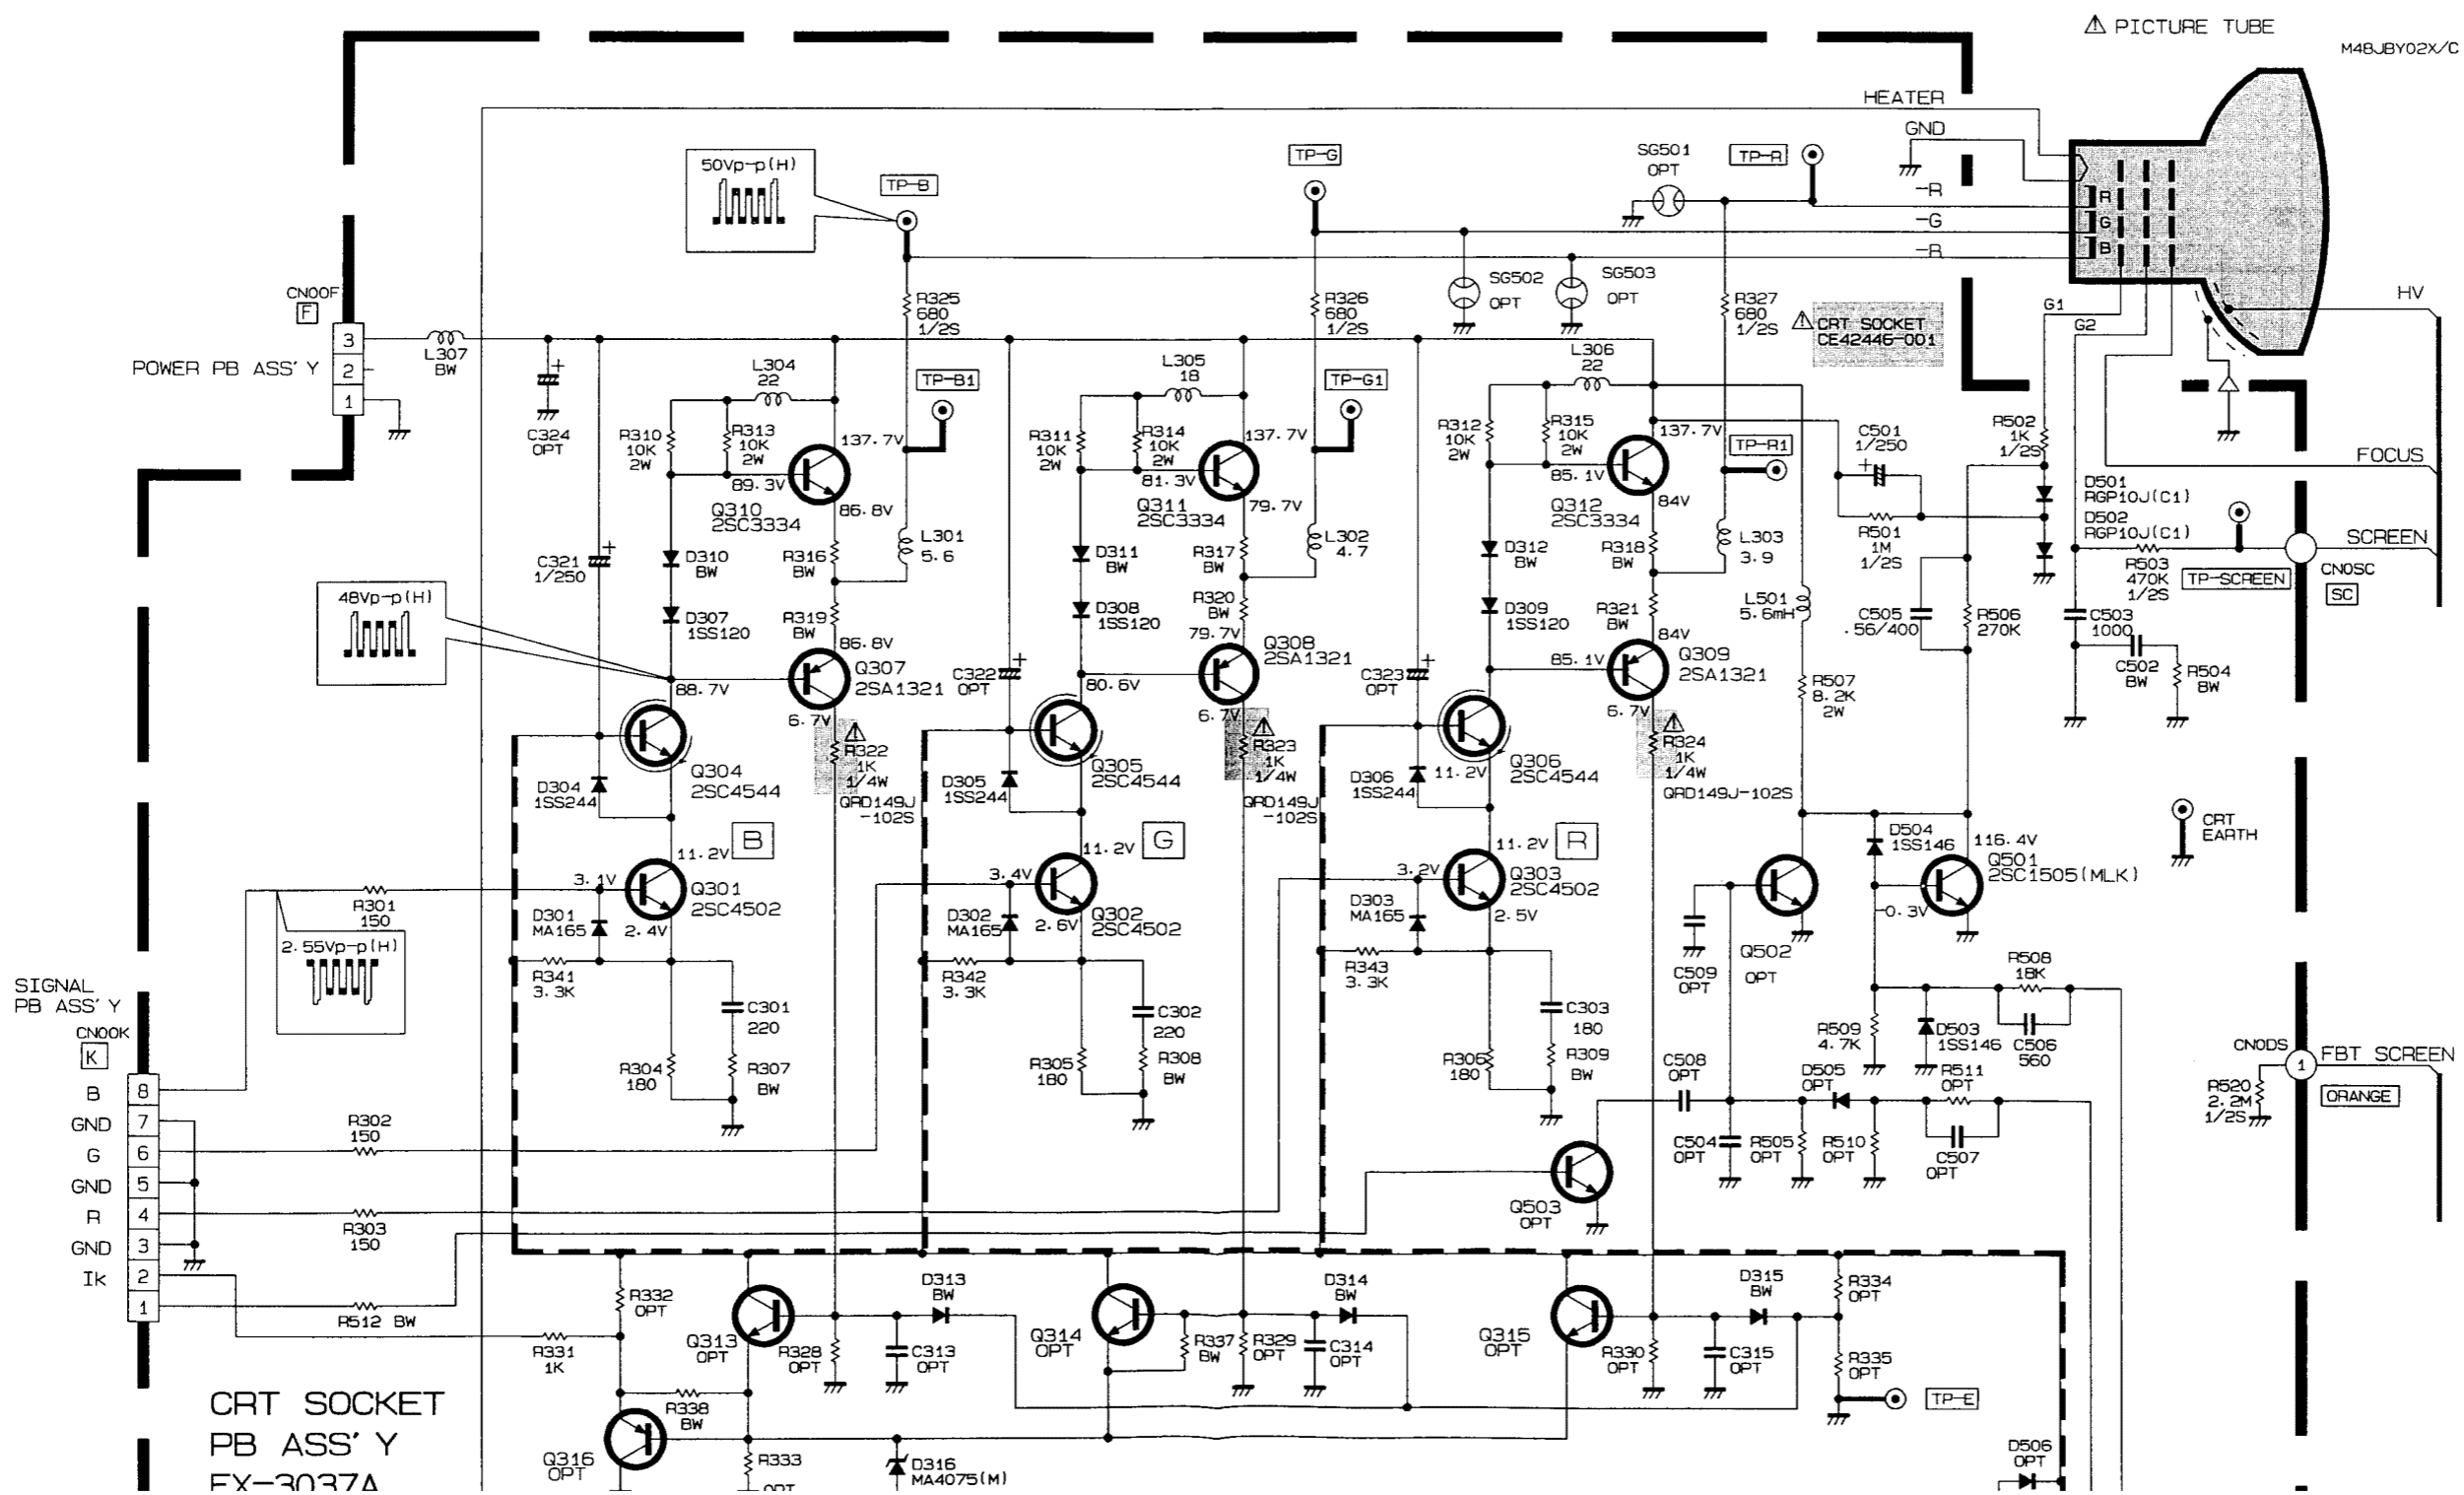 ⚠ PICTURE TUBE
M48JBY02X/C
HEATER
GND
-R
-G
-R
R
G
B
HV
G1
G2
FOCUS
SCREEN
50Vp-p(H)
TP-B
TP-G
SG501
OPT
TP-R
SG502
OPT
SG503
OPT
R325
680
1/2S
R326
680
1/2S
R327
680
1/2S
⚠ CRT SOCKET
CE42446-001
CN00F
F
3
2
1
POWER PB ASS'Y
L307
BW
C324
OPT
L304
22
L305
18
L306
22
TP-B1
TP-G1
TP-R1
R310
10K
2W
R313
10K
2W
137.7V
89.3V
Q310
2SC3334
86.8V
R311
10K
2W
R314
10K
2W
137.7V
81.3V
Q311
2SC3334
79.7V
R312
10K
2W
R315
10K
2W
137.7V
85.1V
Q312
2SC3334
84V
C501
1/250
R502
1K
1/2S
R501
1M
1/2S
D501
RGP10J(C1)
D502
RGP10J(C1)
R503
470K
1/2S
TP-SCREEN
CN0SC
SC
C321
1/250
D310
BW
R316
BW
L301
5.6
D311
BW
R317
BW
L302
4.7
D312
BW
R318
BW
L303
3.9
48Vp-p(H)
D307
1SS120
R319
BW
86.8V
D308
1SS120
R320
BW
79.7V
D309
1SS120
R321
BW
84V
L501
5.6mH
C505
.56/400
R506
270K
C503
1000
C502
BW
R504
BW
88.7V
Q307
2SA1321
6.7V
C322
OPT
80.6V
Q308
2SA1321
6.7V
C323
OPT
85.1V
Q309
2SA1321
6.7V
R507
8.2K
2W
⚠
R322
1K
1/4W
QRD149J
-102S
⚠
R323
1K
1/4W
QRD149J
-102S
⚠
R324
1K
1/4W
QRD149J-102S
D304
1SS244
Q304
2SC4544
D305
1SS244
Q305
2SC4544
D306
1SS244
11.2V
Q306
2SC4544
B
G
R
CRT
EARTH
11.2V
3.1V
Q301
2SC4502
D301
MA165
2.4V
11.2V
3.4V
Q302
2SC4502
D302
MA165
2.6V
11.2V
3.2V
Q303
2SC4502
D303
MA165
2.5V
D504
1SS146
116.4V
Q501
2SC1505(MLK)
-0.3V
Q502
OPT
C509
OPT
R301
150
2.55Vp-p(H)
R341
3.3K
R342
3.3K
R343
3.3K
C301
220
C302
220
C303
180
R304
180
R307
BW
R305
180
R308
BW
R306
180
R309
BW
R508
18K
R509
4.7K
D503
1SS146
C506
560
C508
OPT
D505
OPT
R511
OPT
C504
OPT
R505
OPT
R510
OPT
C507
OPT
CN0DS
1
FBT SCREEN
R520
2.2M
1/2S
ORANGE
SIGNAL
PB ASS'Y
CN00K
K
B 8
GND 7
G 6
GND 5
R 4
GND 3
Ik 2
1
R302
150
R303
150
R512 BW
Q503
OPT
R332
OPT
R331
1K
Q313
OPT
D313
BW
R328
OPT
C313
OPT
Q314
OPT
D314
BW
R337
BW
R329
OPT
C314
OPT
Q315
OPT
D315
BW
R330
OPT
C315
OPT
R334
OPT
R335
OPT
TP-E
R338
BW
Q316
OPT
R333
OPT
D316
MA4075(M)
D506
OPT
CRT SOCKET
PB ASS'Y
FX-3037A